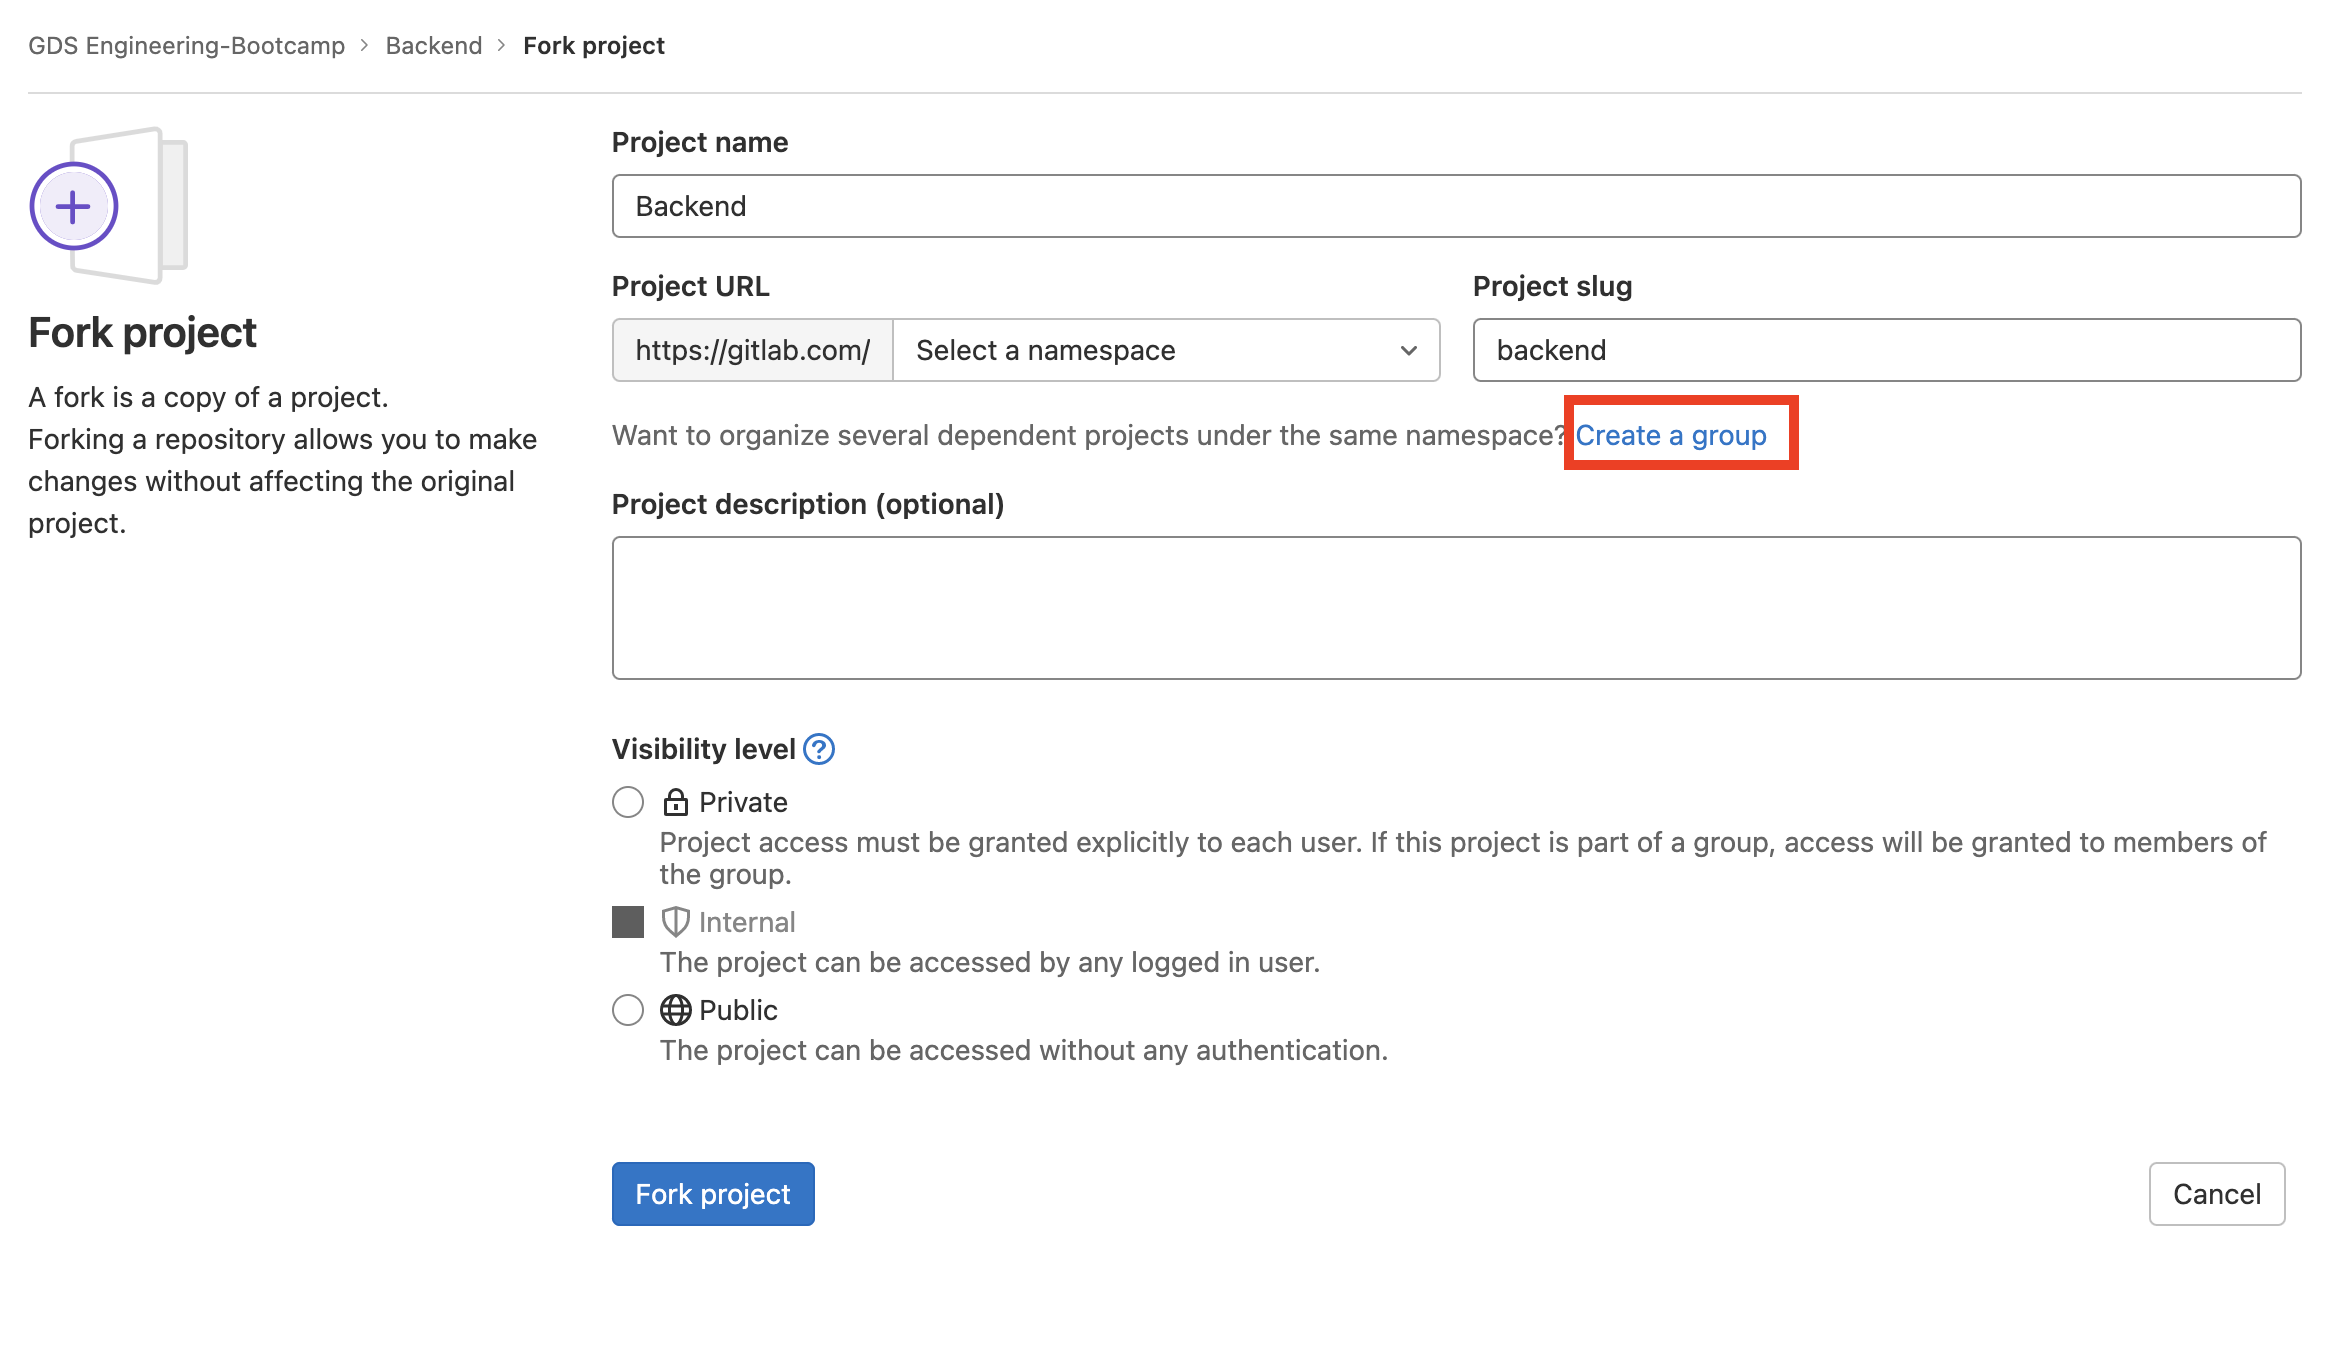 GDS Engineering-Bootcamp > Backend > Fork project
Fork project
A fork is a copy of a project.
Forking a repository allows you to make
changes without affecting the original
project.
Project name
Backend
Project URL
https://gitlab.com/ Select a namespace
Project slug
backend
Want to organize several dependent projects under the same namespace? Create a group
Project description (optional)
Visibility level ?
Private
Project access must be granted explicitly to each user. If this project is part of a group, access will be granted to members of
the group.
Internal
The project can be accessed by any logged in user.
Public
The project can be accessed without any authentication.
Fork project
Cancel